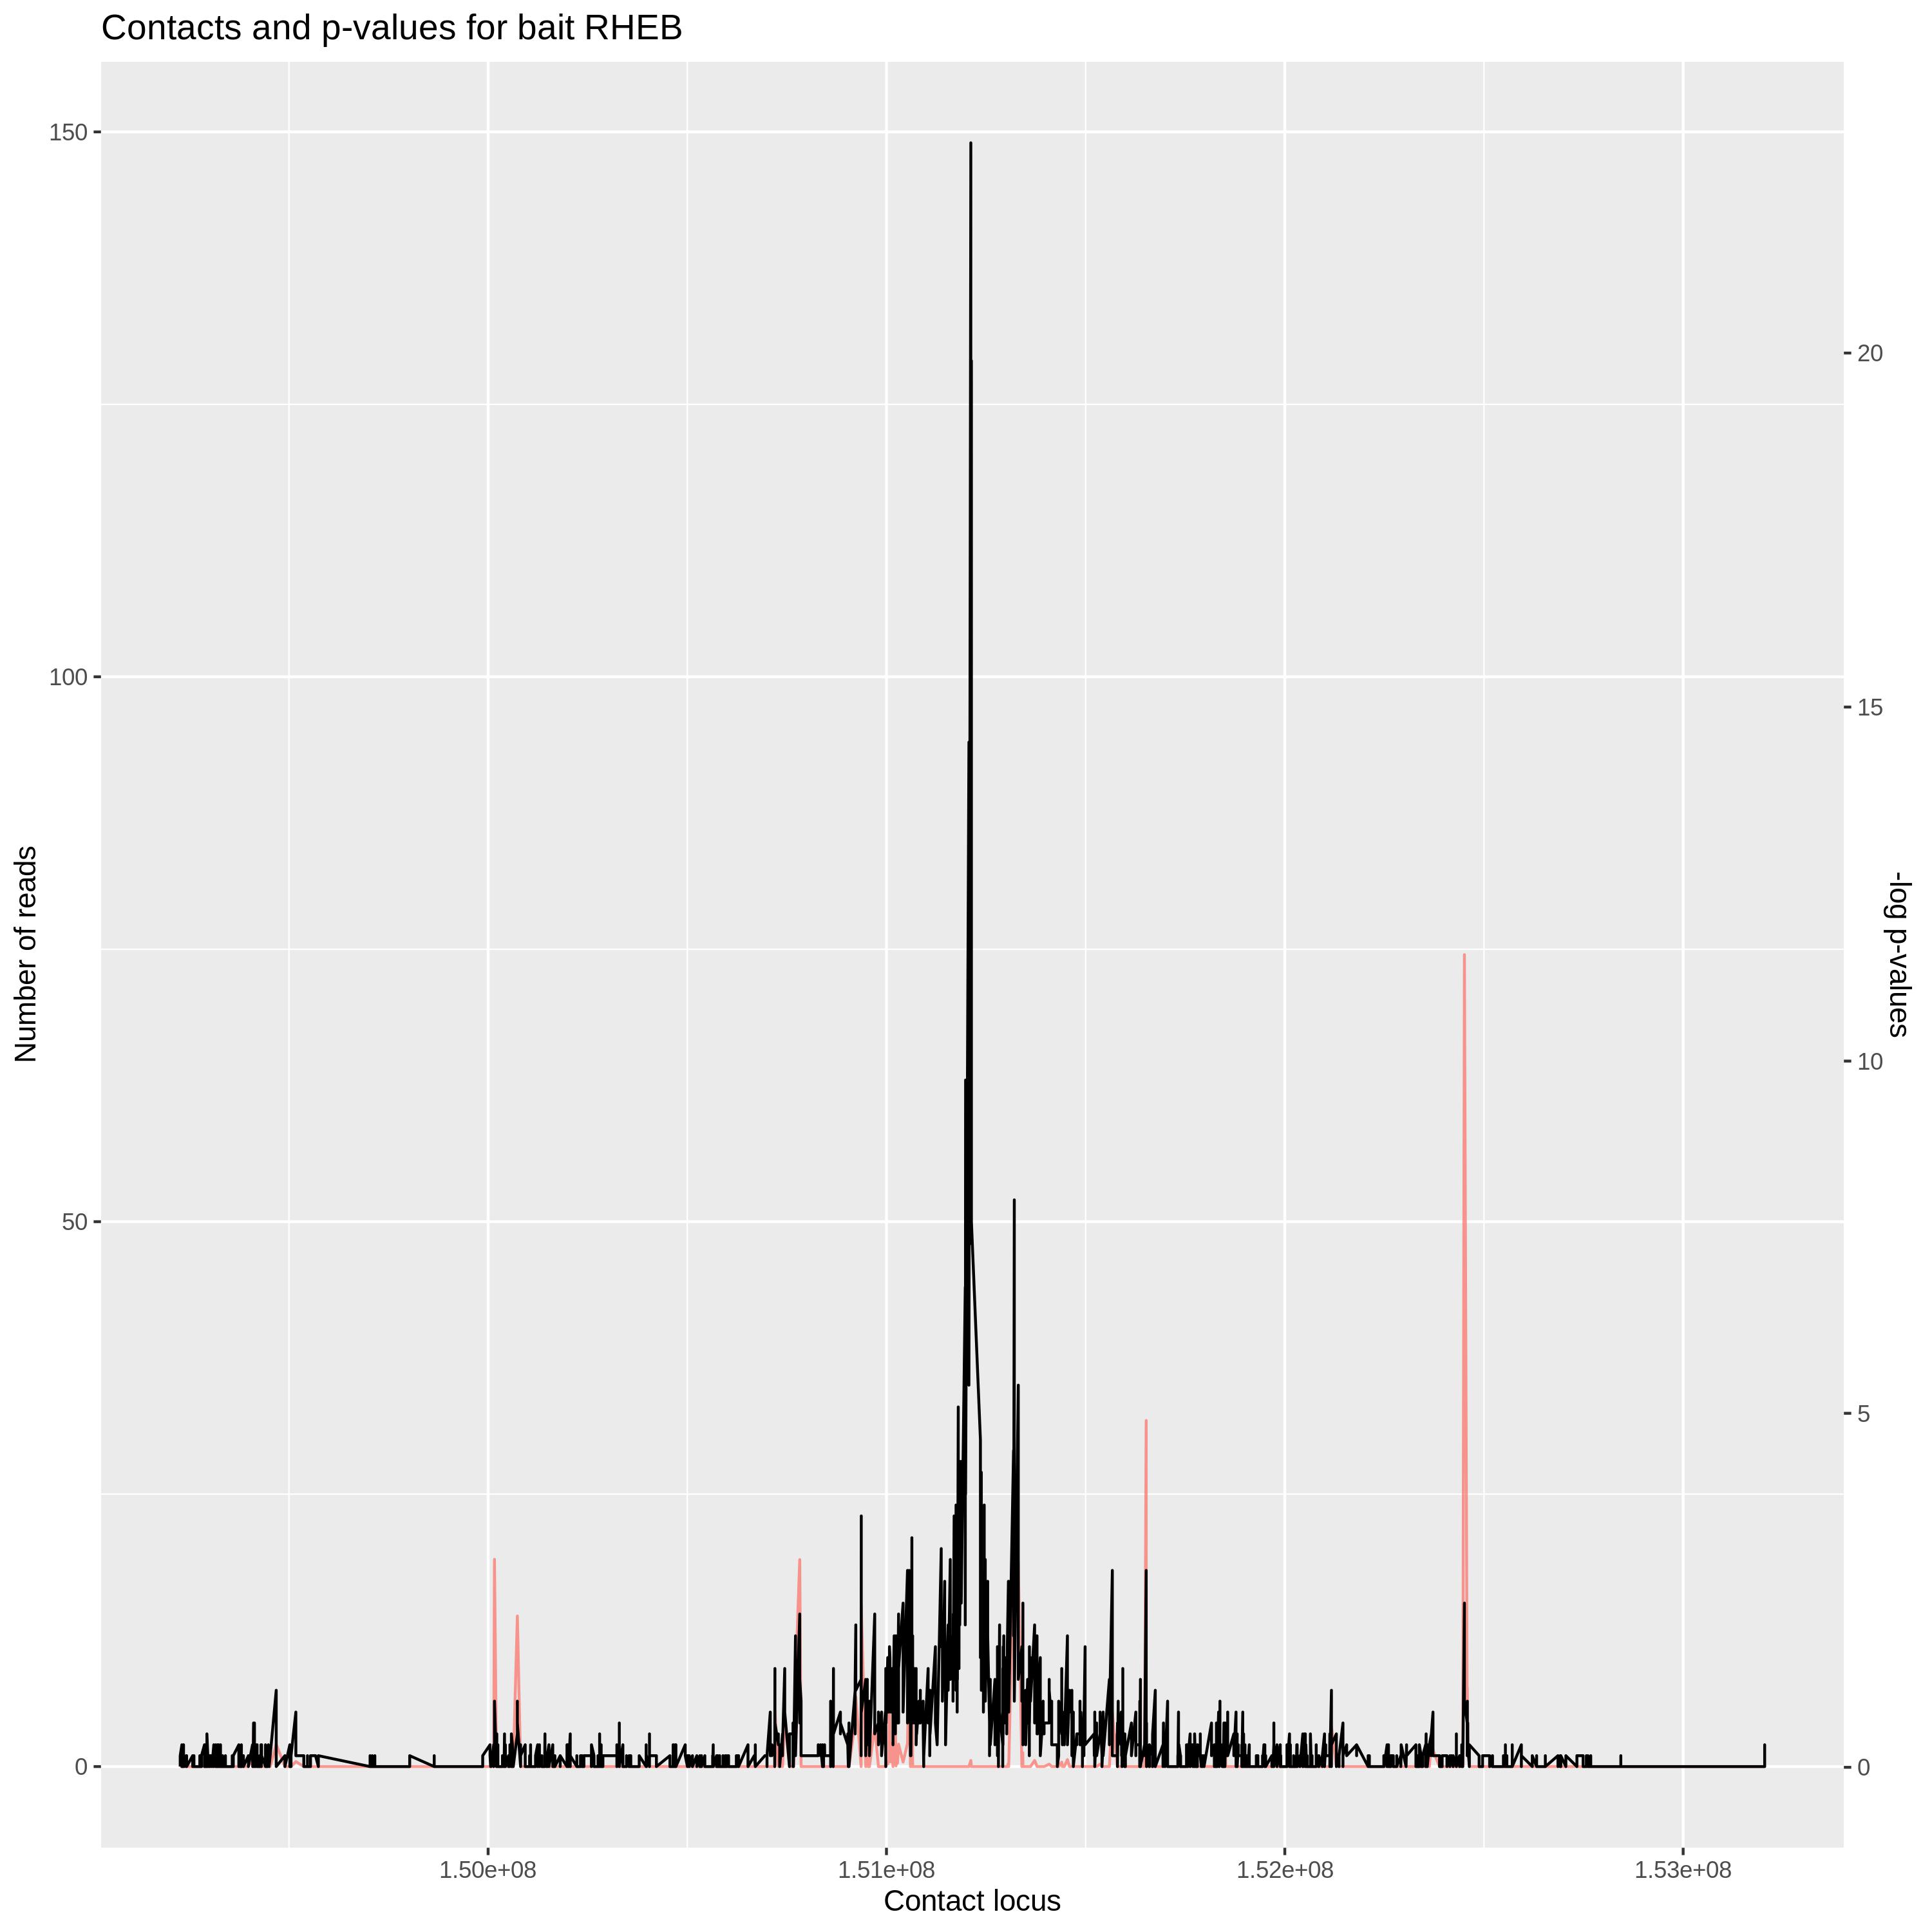 Contacts and p-values for bait RHEB
150
100
50
0
Number of reads
20
15
10
5
0
-log p-values
1.50e+08
1.51e+08
1.52e+08
1.53e+08
Contact locus